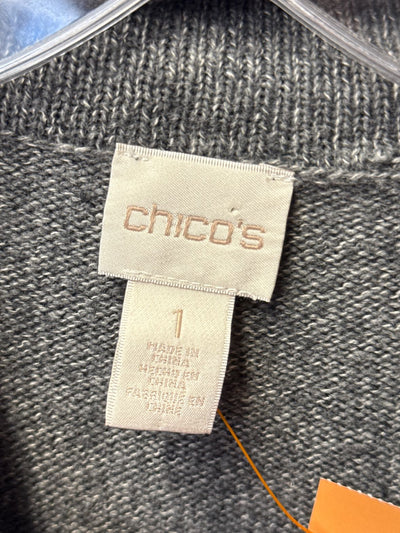 chico's
1
MADE IN
CHINA
HECHO EN
CHINA
FABRIQUÉ EN
CHINE